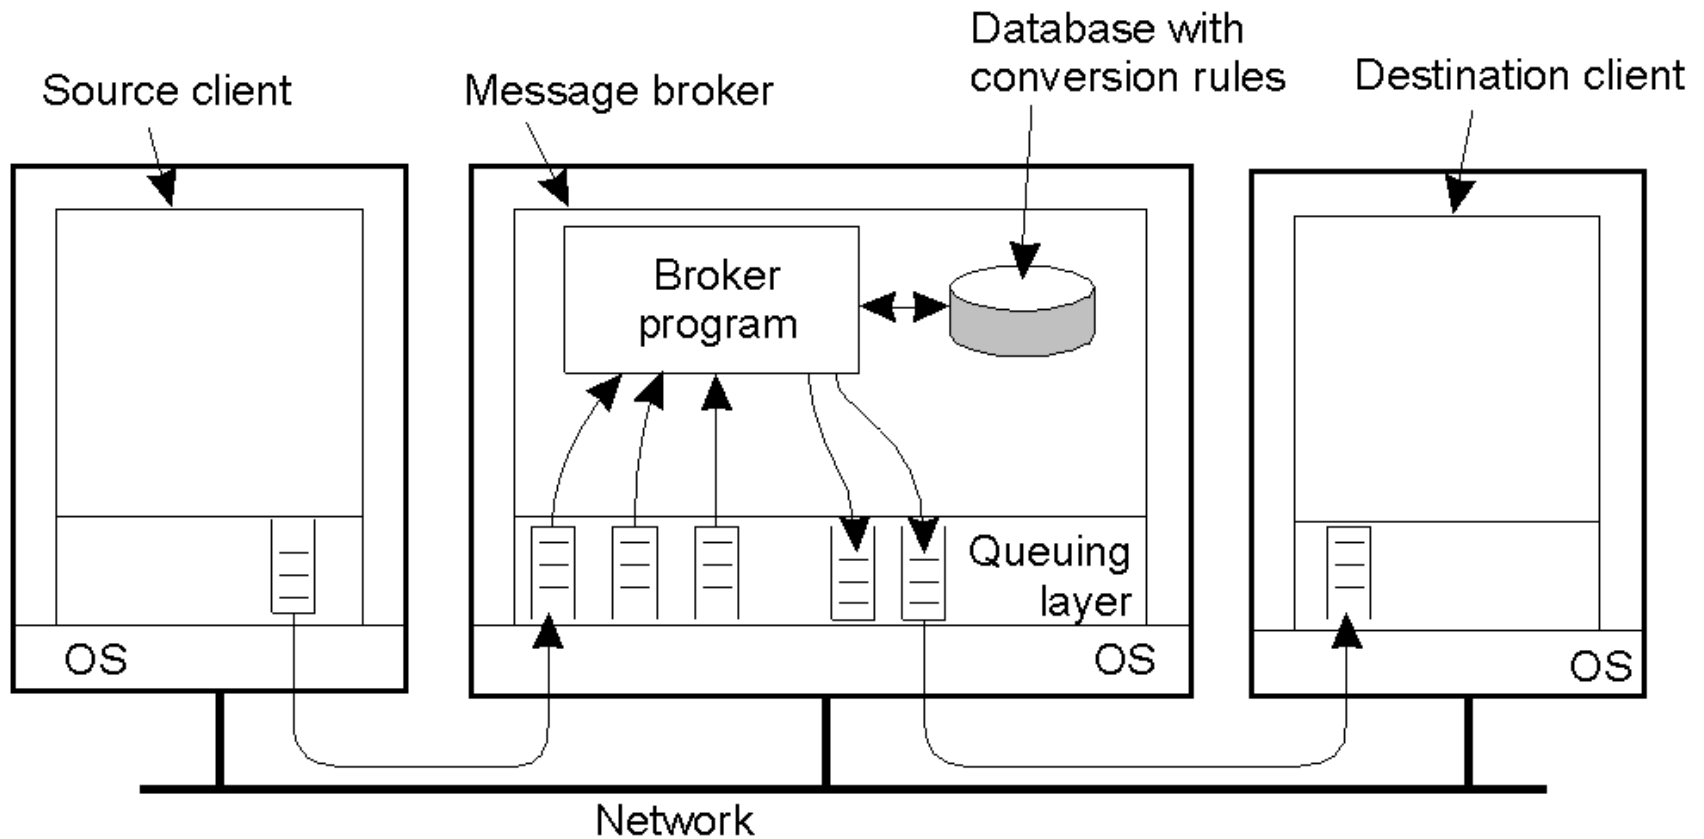 Source client
Message broker
Database with
conversion rules
Destination client
Broker
program
Queuing
layer
OS
OS
OS
Network